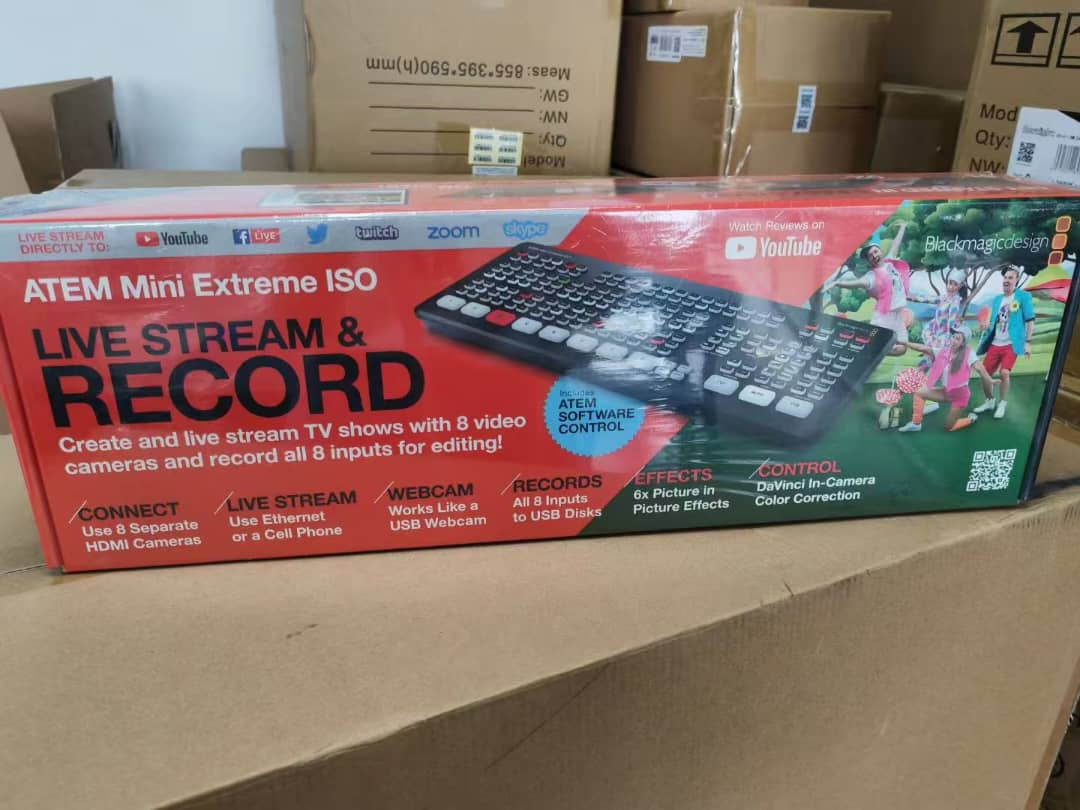 Meas: 855*395*590(h)mm
GW:
NW:
Qty:
Model
Mod
Qty:
NW:
LIVE STREAM
DIRECTLY TO:
YouTube
f LIVE
twitch
zoom
skype
Watch Reviews on
YouTube
Blackmagicdesign
ATEM Mini Extreme ISO
LIVE STREAM &
RECORD
Create and live stream TV shows with 8 video
cameras and record all 8 inputs for editing!
Includes
ATEM
SOFTWARE
CONTROL
CONNECT
Use 8 Separate
HDMI Cameras
LIVE STREAM
Use Ethernet
or a Cell Phone
WEBCAM
Works Like a
USB Webcam
RECORDS
All 8 Inputs
to USB Disks
EFFECTS
6x Picture in
Picture Effects
CONTROL
DaVinci In-Camera
Color Correction